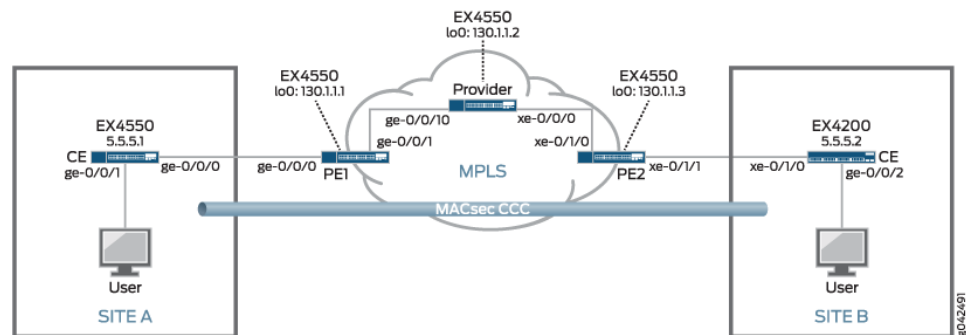 EX4550
lo0: 130.1.1.2
EX4550
lo0: 130.1.1.1
EX4550
lo0: 130.1.1.3
Provider
ge-0/0/10
xe-0/0/0
EX4550
5.5.5.1
ge-0/0/1
xe-0/1/0
EX4200
5.5.5.2
CE
ge-0/0/0
ge-0/0/0
PE1
MPLS
PE2
xe-0/1/1
xe-0/1/0
CE
ge-0/0/1
ge-0/0/2
MACsec CCC
User
User
SITE A
SITE B
g042491